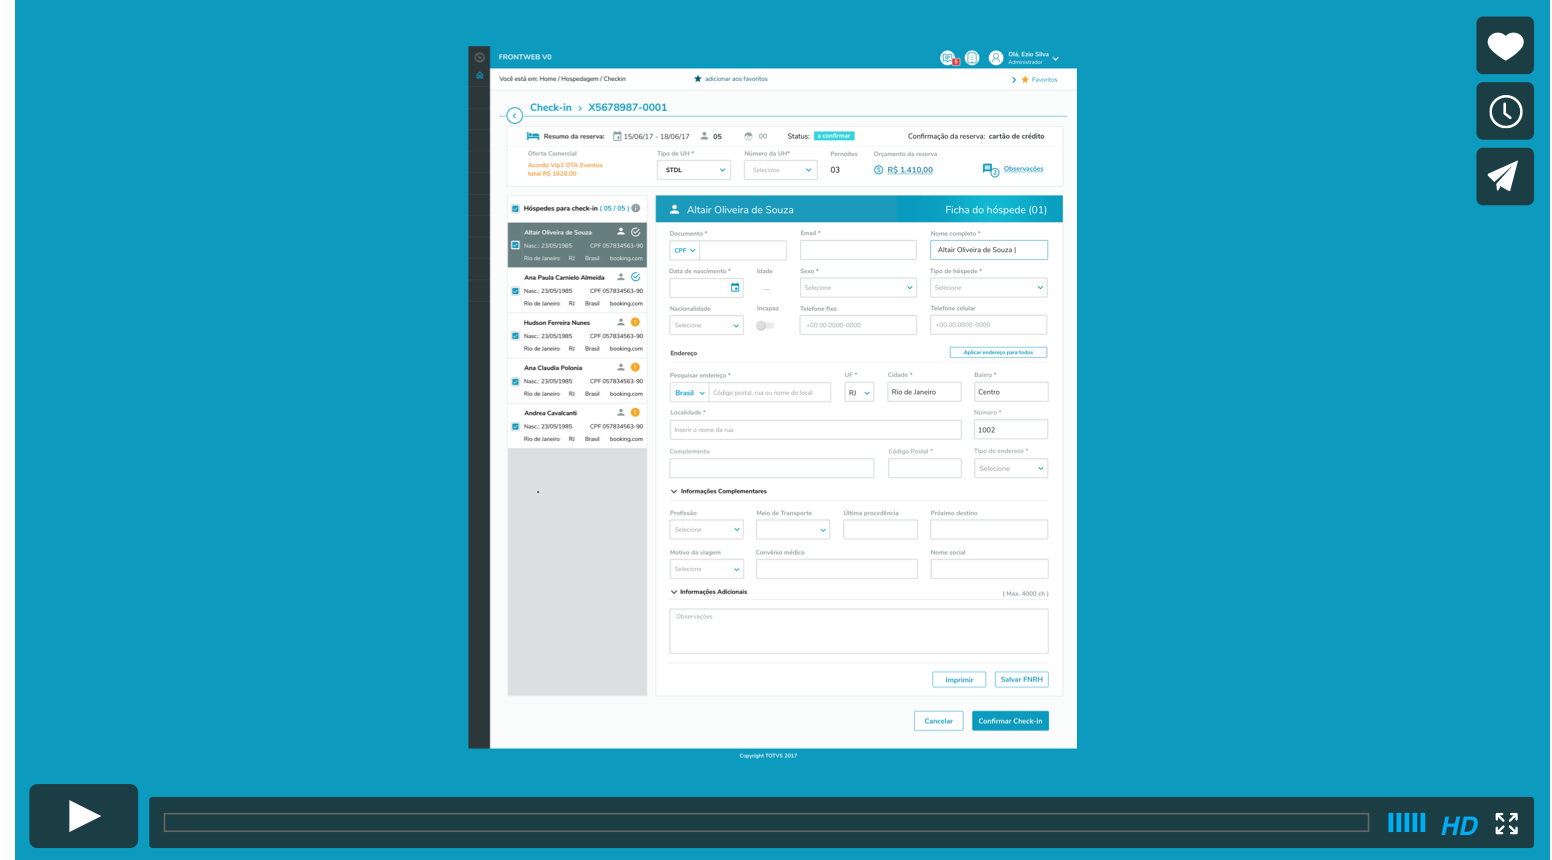 FRONTWEB V0
5
Olá, Ezio Silva
Administrador
Você está em: Home / Hospedagem / Checkin
adicionar aos favoritos
Favoritos
Check-in > X5678987-0001
Resumo da reserva: 15/06/17 - 18/06/17 05 00 Status: a confirmar Confirmação da reserva: cartão de crédito
Oferta Comercial Tipo de UH * Número da UH* Pernoites Orçamento da reserva
Acordo Vip3 OTA Eventos
total R$ 1620,00
STDL Selecione 03 R$ 1.410,00 2 Observações
Hóspedes para check-in ( 05 / 05 )
Altair Oliveira de Souza
Nasc.: 23/05/1985 CPF 057834563-90
Rio de Janeiro RJ Brasil booking.com
Ana Paula Carnielo Almeida
Nasc.: 23/05/1985 CPF 057834563-90
Rio de Janeiro RJ Brasil booking.com
Hudson Ferreira Nunes
Nasc.: 23/05/1985 CPF 057834563-90
Rio de Janeiro RJ Brasil booking.com
Ana Claudia Polonia
Nasc.: 23/05/1985 CPF 057834563-90
Rio de Janeiro RJ Brasil booking.com
Andrea Cavalcanti
Nasc.: 23/05/1985 CPF 057834563-90
Rio de Janeiro RJ Brasil booking.com
Altair Oliveira de Souza Ficha do hóspede (01)
Documento * Email * Nome completo *
CPF Altair Oliveira de Souza |
Data de nascimento * Idade Sexo * Tipo de hóspede *
... Selecione Selecione
Nacionalidade Incapaz Telefone fixo Telefone celular
Selecione +00 00 0000-0000 +00 00 0000-0000
Endereço Aplicar endereço para todos
Pesquisar endereço * UF * Cidade * Bairro *
Brasil Código postal, rua ou nome do local RJ Rio de Janeiro Centro
Localidade * Número *
Inserir o nome da rua 1002
Complemento Código Postal * Tipo do endereco *
Selecione
Informações Complementares
Profissão Meio de Transporte Última procedência Próximo destino
Selecione
Motivo da viagem Convênio médico Nome social
Selecione
Informações Adicionais ( Max. 4000 ch )
Observações
Imprimir Salvar FNRH
Cancelar Confirmar Check-in
Copyright TOTVS 2017
HD